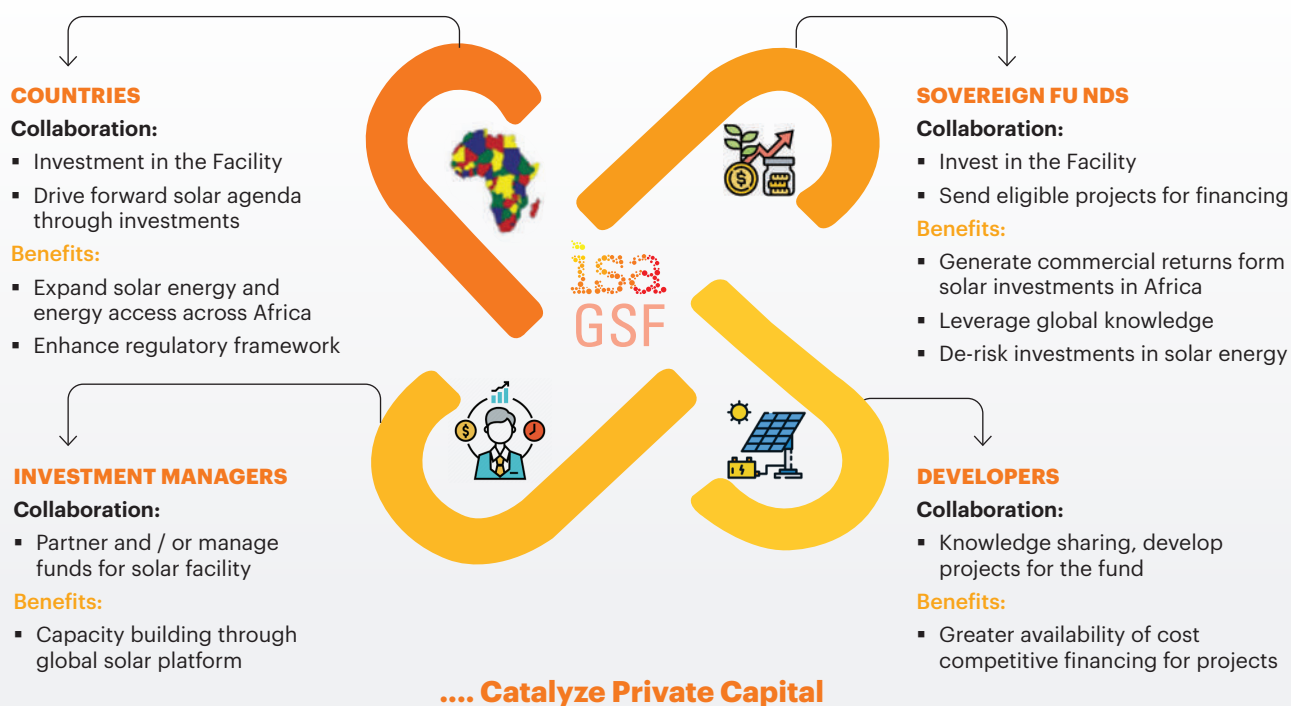 COUNTRIES
Collaboration:
▪ Investment in the Facility
▪ Drive forward solar agenda
through investments
Benefits:
▪ Expand solar energy and
energy access across Africa
▪ Enhance regulatory framework
SOVEREIGN FU NDS
Collaboration:
▪ Invest in the Facility
▪ Send eligible projects for financing
Benefits:
▪ Generate commercial returns form
solar investments in Africa
▪ Leverage global knowledge
▪ De-risk investments in solar energy
isa
GSF
INVESTMENT MANAGERS
Collaboration:
▪ Partner and / or manage
funds for solar facility
Benefits:
▪ Capacity building through
global solar platform
DEVELOPERS
Collaboration:
▪ Knowledge sharing, develop
projects for the fund
Benefits:
▪ Greater availability of cost
competitive financing for projects
.... Catalyze Private Capital